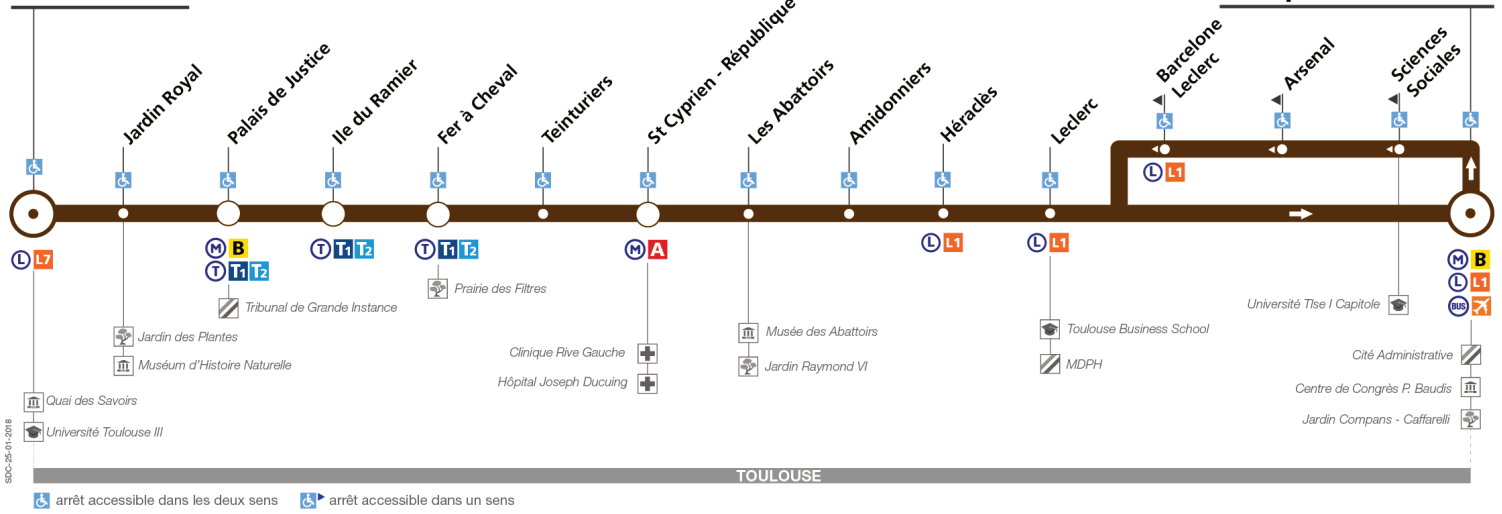 Jardin Royal
Palais de Justice
Ile du Ramier
Fer à Cheval
Teinturiers
St Cyprien - République
Les Abattoirs
Amidonniers
Héraclès
Leclerc
Barcelone
Leclerc
Arsenal
Sciences
Sociales
L L7
M B
T T1 T2
T T1 T2
T T1 T2
M A
L L1
L L1
L L1
M B
L L1
BUS
Tribunal de Grande Instance
Jardin des Plantes
Muséum d'Histoire Naturelle
Quai des Savoirs
Université Toulouse III
Prairie des Filtres
Clinique Rive Gauche
Hôpital Joseph Ducuing
Musée des Abattoirs
Jardin Raymond VI
Toulouse Business School
MDPH
Université Tlse I Capitole
Cité Administrative
Centre de Congrès P. Baudis
Jardin Compans - Caffarelli
SDC-25-01-2018
TOULOUSE
arrêt accessible dans les deux sens
arrêt accessible dans un sens